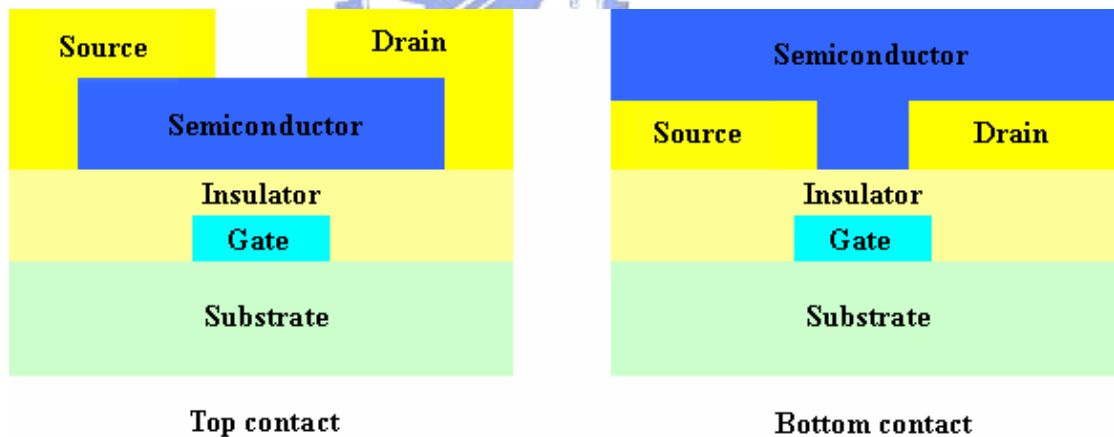 Source
Drain
Semiconductor
Insulator
Gate
Substrate
Top contact
Semiconductor
Source
Drain
Insulator
Gate
Substrate
Bottom contact